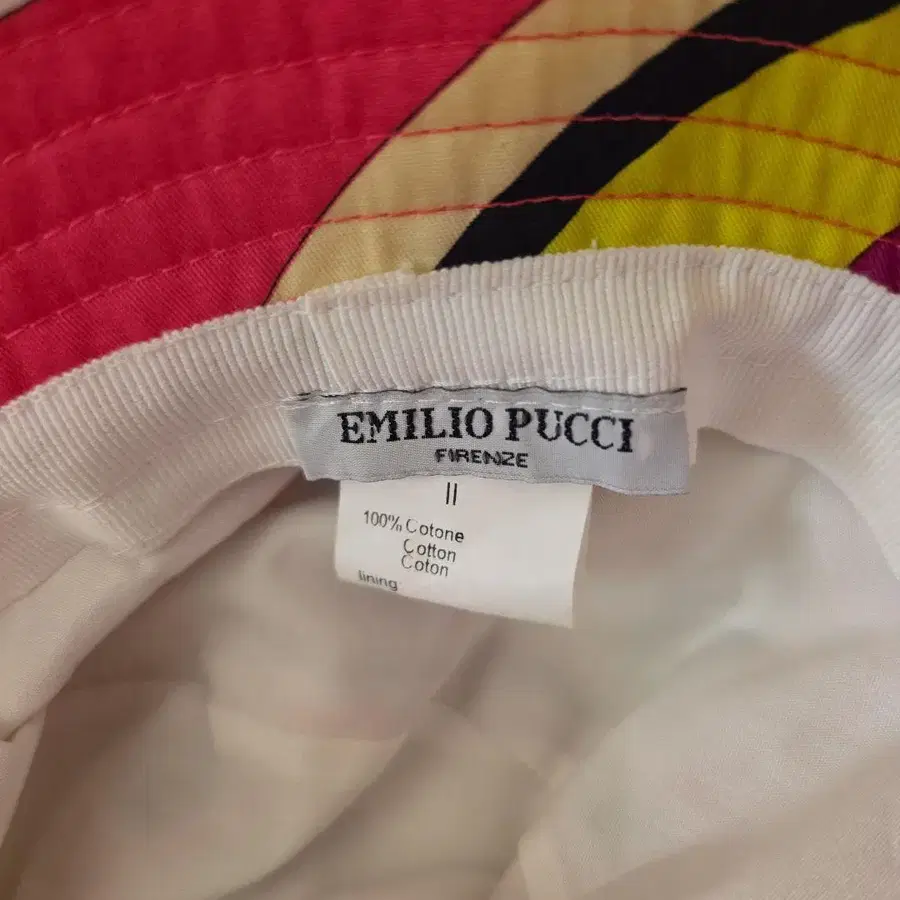 EMILIO PUCCI
FIRENZE
II
100% Cotone
Cotton
Coton
lining